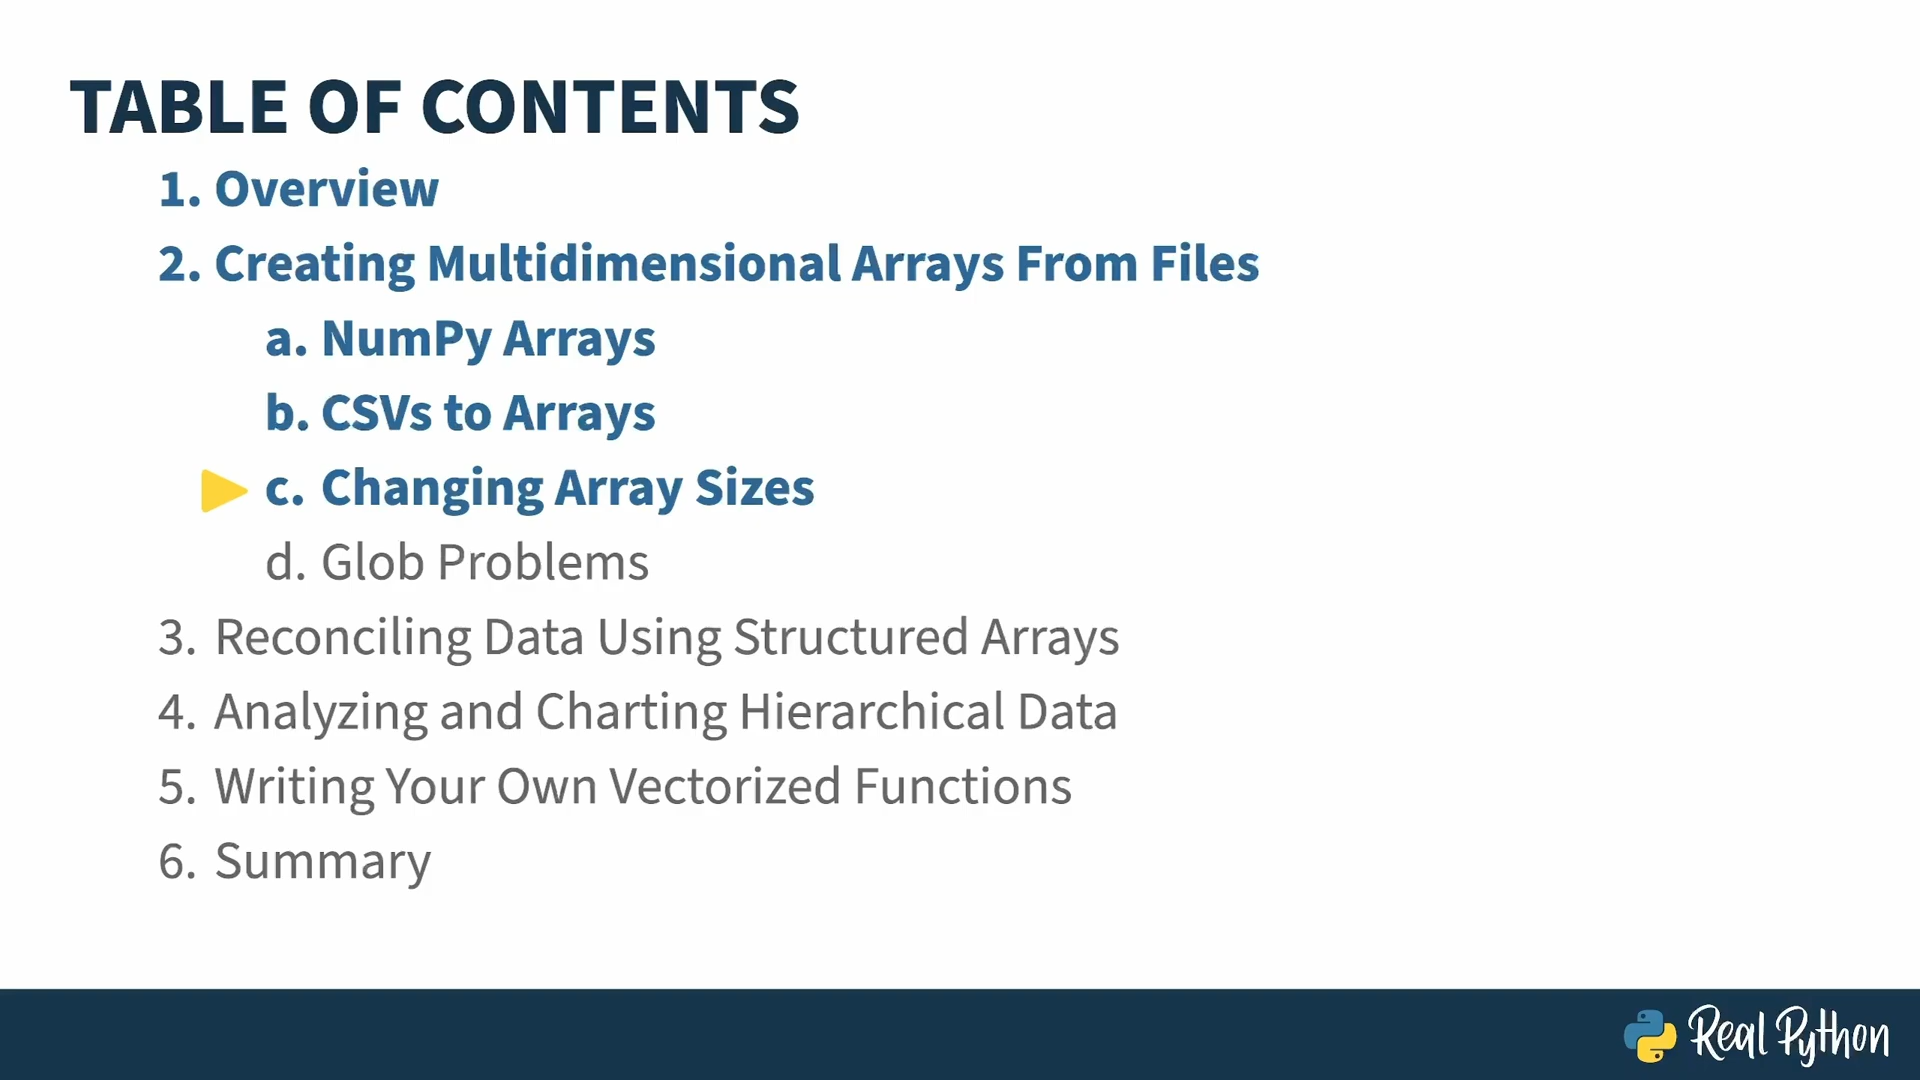 TABLE OF CONTENTS
1. Overview
2. Creating Multidimensional Arrays From Files
a. NumPy Arrays
b. CSVs to Arrays
c. Changing Array Sizes
d. Glob Problems
3. Reconciling Data Using Structured Arrays
4. Analyzing and Charting Hierarchical Data
5. Writing Your Own Vectorized Functions
6. Summary
Real Python